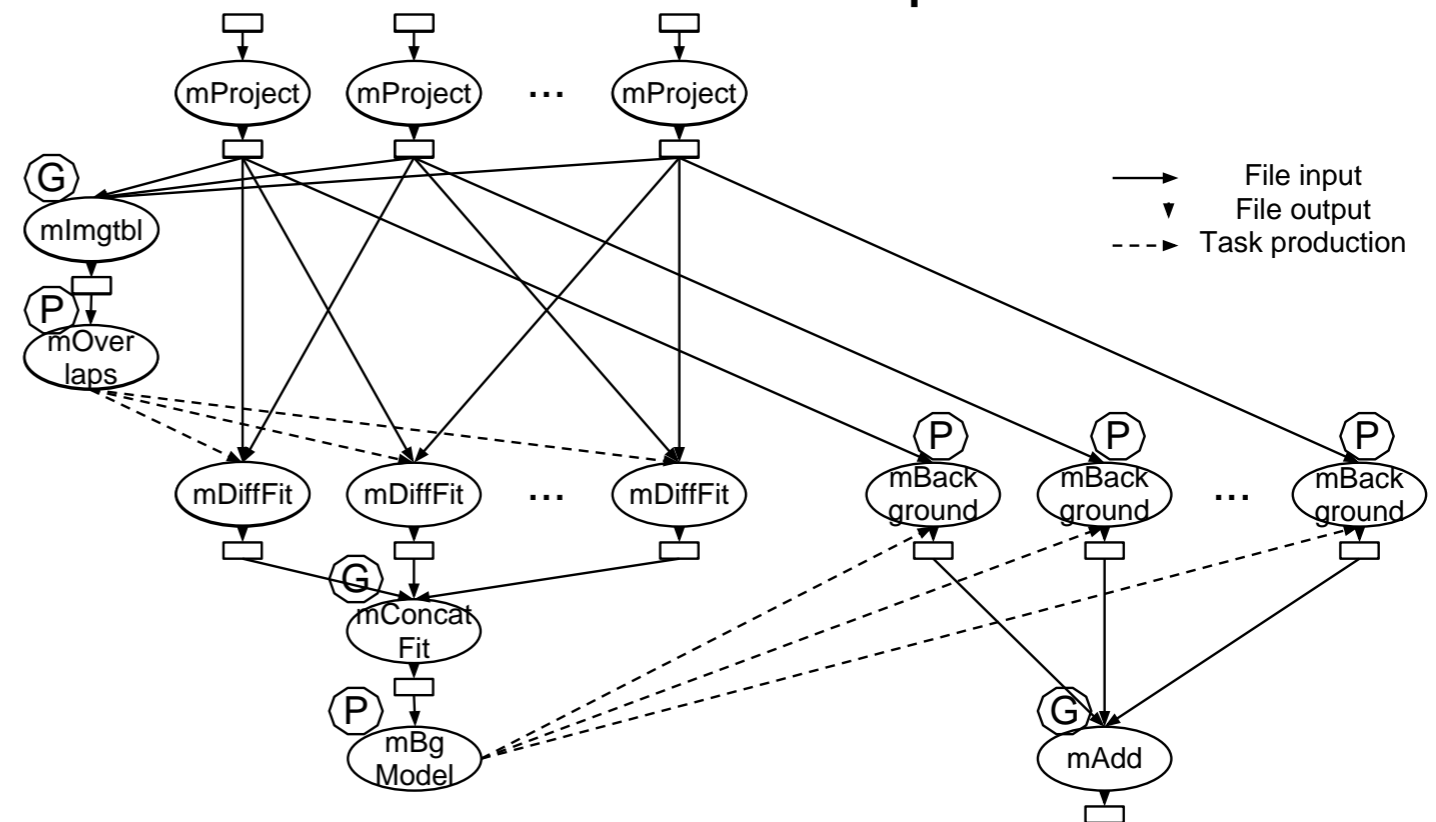 mProject
mProject
...
mProject
G
mImgtbl
File input
File output
Task production
P
mOver
laps
P
P
P
mDiffFit
mDiffFit
...
mDiffFit
mBack
ground
mBack
ground
...
mBack
ground
G
mConcat
Fit
P
mBg
Model
G
mAdd